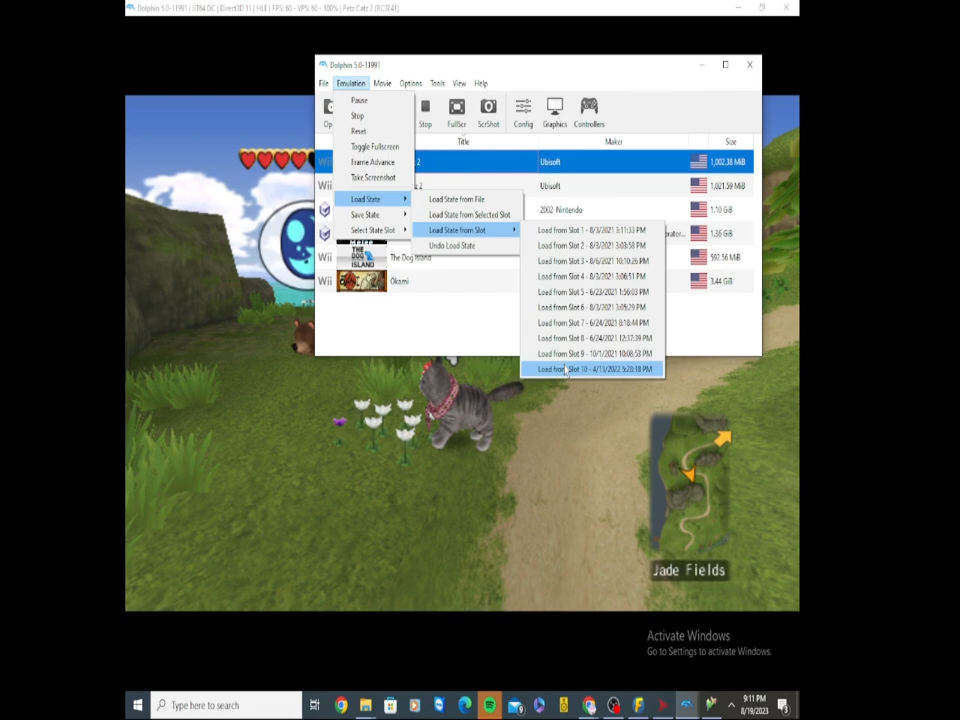 Dolphin 5.0-11991 | JIT64 DC | Direct3D 11 | HLE | FPS: 60 - VPS: 60 - 100% | Petz Catz 2 (RC3E41)
Dolphin 5.0-11991
File Emulation Movie Options Tools View Help
Pause
Stop
Reset
Toggle Fullscreen
Frame Advance
Take Screenshot
Load State
Save State
Select State Slot
Stop FullScr ScrShot Config Graphics Controllers
Title Maker Size
2 Ubisoft 1,002.38 MiB
Wii 2 Ubisoft 1,021.59 MiB
2002 Nintendo 1.10 GiB
1.36 GiB
Wii THE DOG ISLAND The Dog Island 592.56 MiB
Wii Okami 3.44 GiB
Load State from File
Load State from Selected Slot
Load State from Slot
Undo Load State
Load from Slot 1 - 8/3/2021 3:11:33 PM
Load from Slot 2 - 8/3/2021 3:03:58 PM
Load from Slot 3 - 8/6/2021 10:10:26 PM
Load from Slot 4 - 8/3/2021 3:06:51 PM
Load from Slot 5 - 6/23/2021 1:56:03 PM
Load from Slot 6 - 8/3/2021 3:05:29 PM
Load from Slot 7 - 6/24/2021 8:18:44 PM
Load from Slot 8 - 6/24/2021 12:37:39 PM
Load from Slot 9 - 10/1/2021 10:08:53 PM
Load from Slot 10 - 4/13/2022 5:28:18 PM
Jade Fields
Activate Windows
Go to Settings to activate Windows.
Type here to search
9:11 PM
8/19/2023